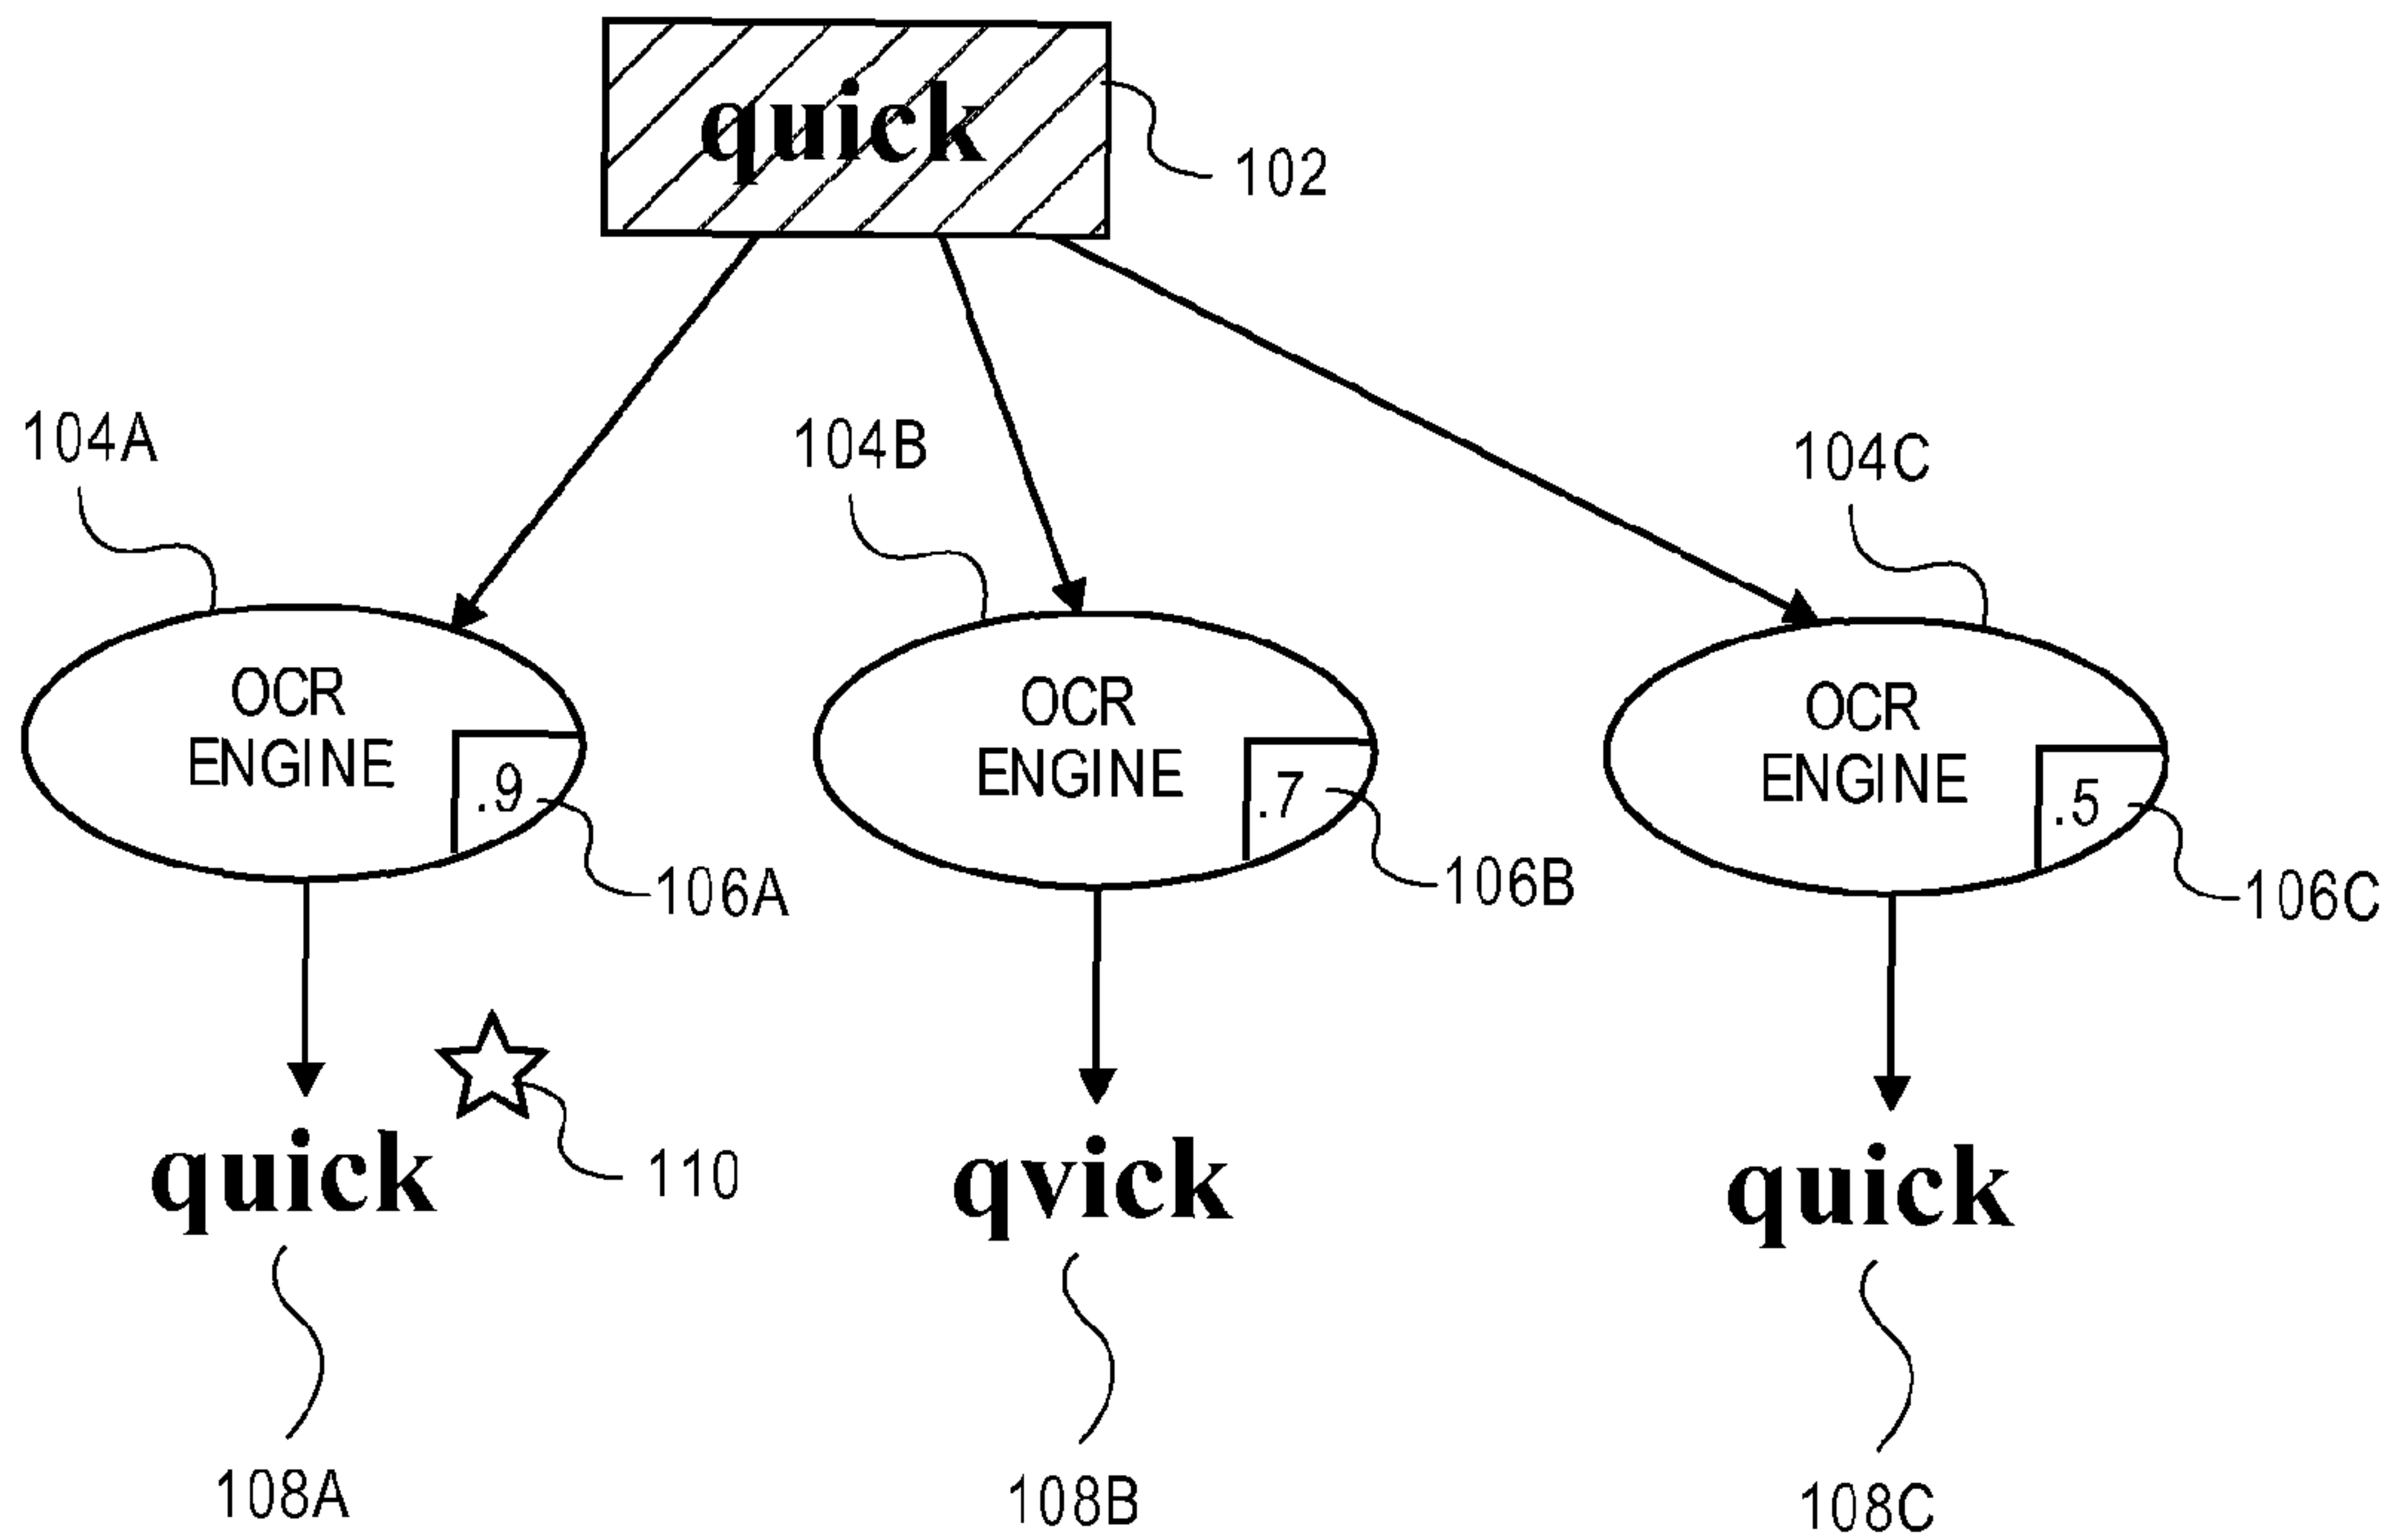 quick
102
104A
104B
104C
OCR
ENGINE
.9
106A
OCR
ENGINE
.7
106B
OCR
ENGINE
.5
106C
quick
110
qvick
quick
108A
108B
108C